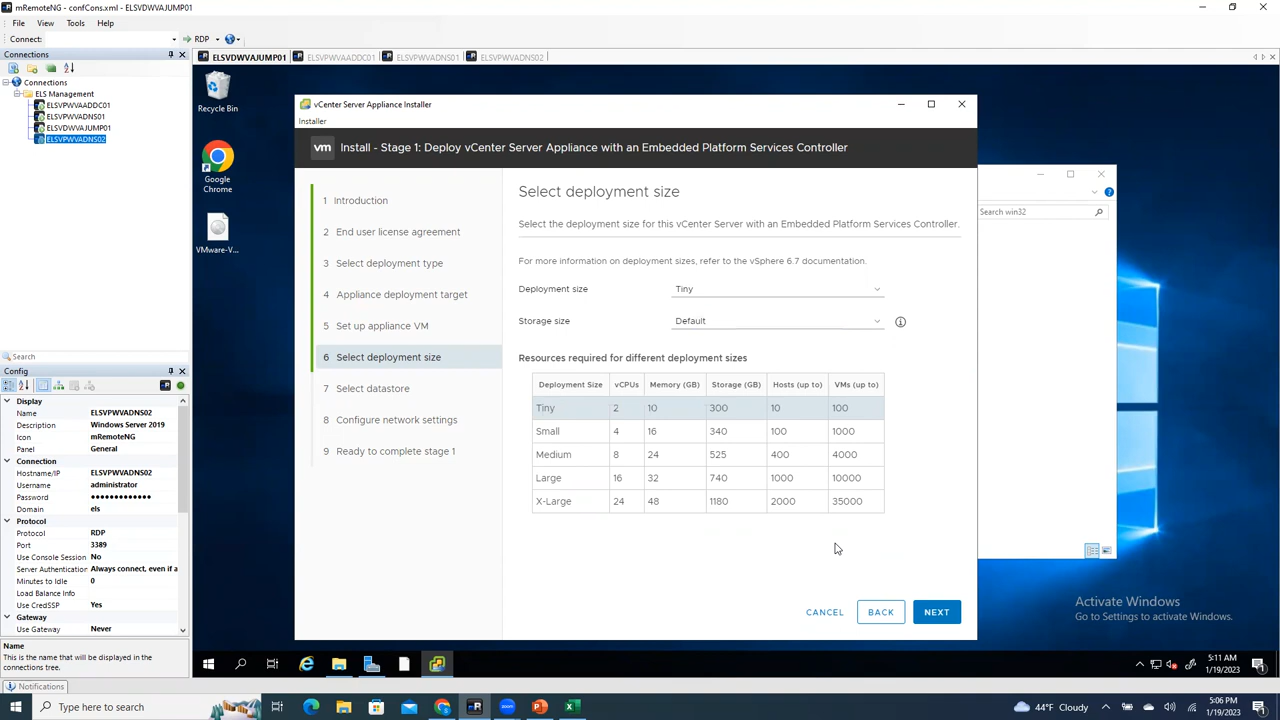 mRemoteNG - confCons.xml - ELSVDWVAJUMP01
File View Tools Help
Connect: RDP
Connections
Connections
ELS Management
ELSVPWVAADDC01
ELSVPWVADNS01
ELSVDWVAJUMP01
ELSVPWVADNS02
Search
Config
Display
Name ELSVPWVADNS02
Description Windows Server 2019
Icon mRemoteNG
Panel General
Connection
Hostname/IP ELSVPWVADNS02
Username administrator
Password •••••••••••••
Domain els
Protocol
Protocol RDP
Port 3389
Use Console Session No
Server Authentication Always connect, even if a
Minutes to Idle 0
Load Balance Info
Use CredSSP Yes
Gateway
Use Gateway Never
Name
This is the name that will be displayed in the
connections tree.
Notifications
ELSVDWVAJUMP01 ELSVPWVAADDC01 ELSVPWVADNS01 ELSVPWVADNS02
Recycle Bin
Google
Chrome
VMware-V...
vCenter Server Appliance Installer
Installer
vm Install - Stage 1: Deploy vCenter Server Appliance with an Embedded Platform Services Controller
1 Introduction
2 End user license agreement
3 Select deployment type
4 Appliance deployment target
5 Set up appliance VM
6 Select deployment size
7 Select datastore
8 Configure network settings
9 Ready to complete stage 1
Select deployment size
Select the deployment size for this vCenter Server with an Embedded Platform Services Controller.
For more information on deployment sizes, refer to the vSphere 6.7 documentation.
Deployment size Tiny
Storage size Default
Resources required for different deployment sizes
Deployment Size vCPUs Memory (GB) Storage (GB) Hosts (up to) VMs (up to)
Tiny 2 10 300 10 100
Small 4 16 340 100 1000
Medium 8 24 525 400 4000
Large 16 32 740 1000 10000
X-Large 24 48 1180 2000 35000
CANCEL BACK NEXT
Search win32
Activate Windows
Go to Settings to activate Windows.
5:11 AM
1/19/2023
Type here to search
44°F Cloudy
5:06 PM
1/19/2023